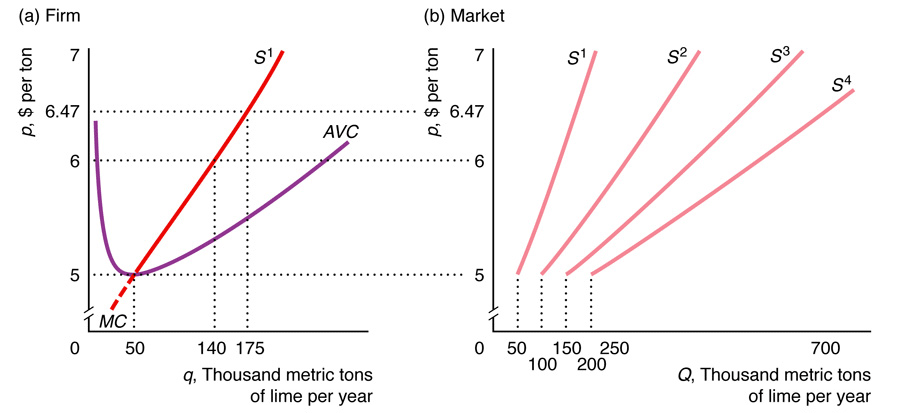 (a) Firm
p, $ per ton
7
6.47
6
5
S¹
AVC
MC
0 50 140 175
q, Thousand metric tons
of lime per year
(b) Market
p, $ per ton
7
6.47
6
5
S¹ S² S³ S⁴
0 50 150 250 700
100 200
Q, Thousand metric tons
of lime per year